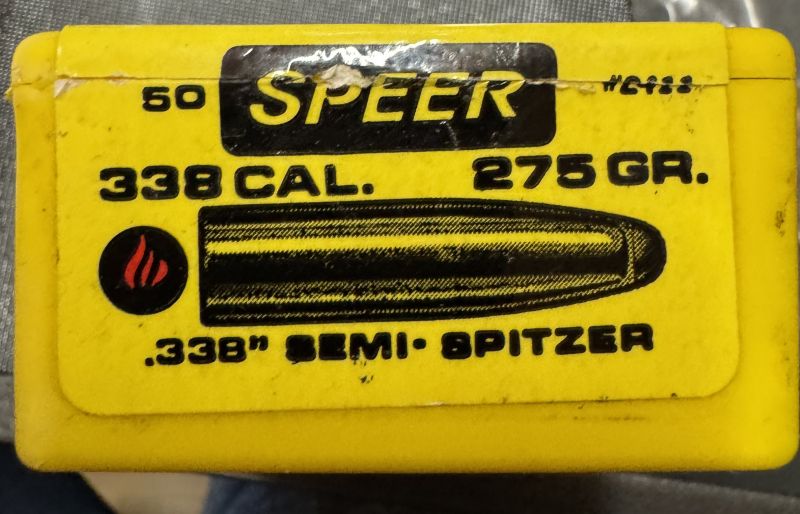 50 SPEER
338 CAL. 275 GR.
.338" SEMI-SPITZER